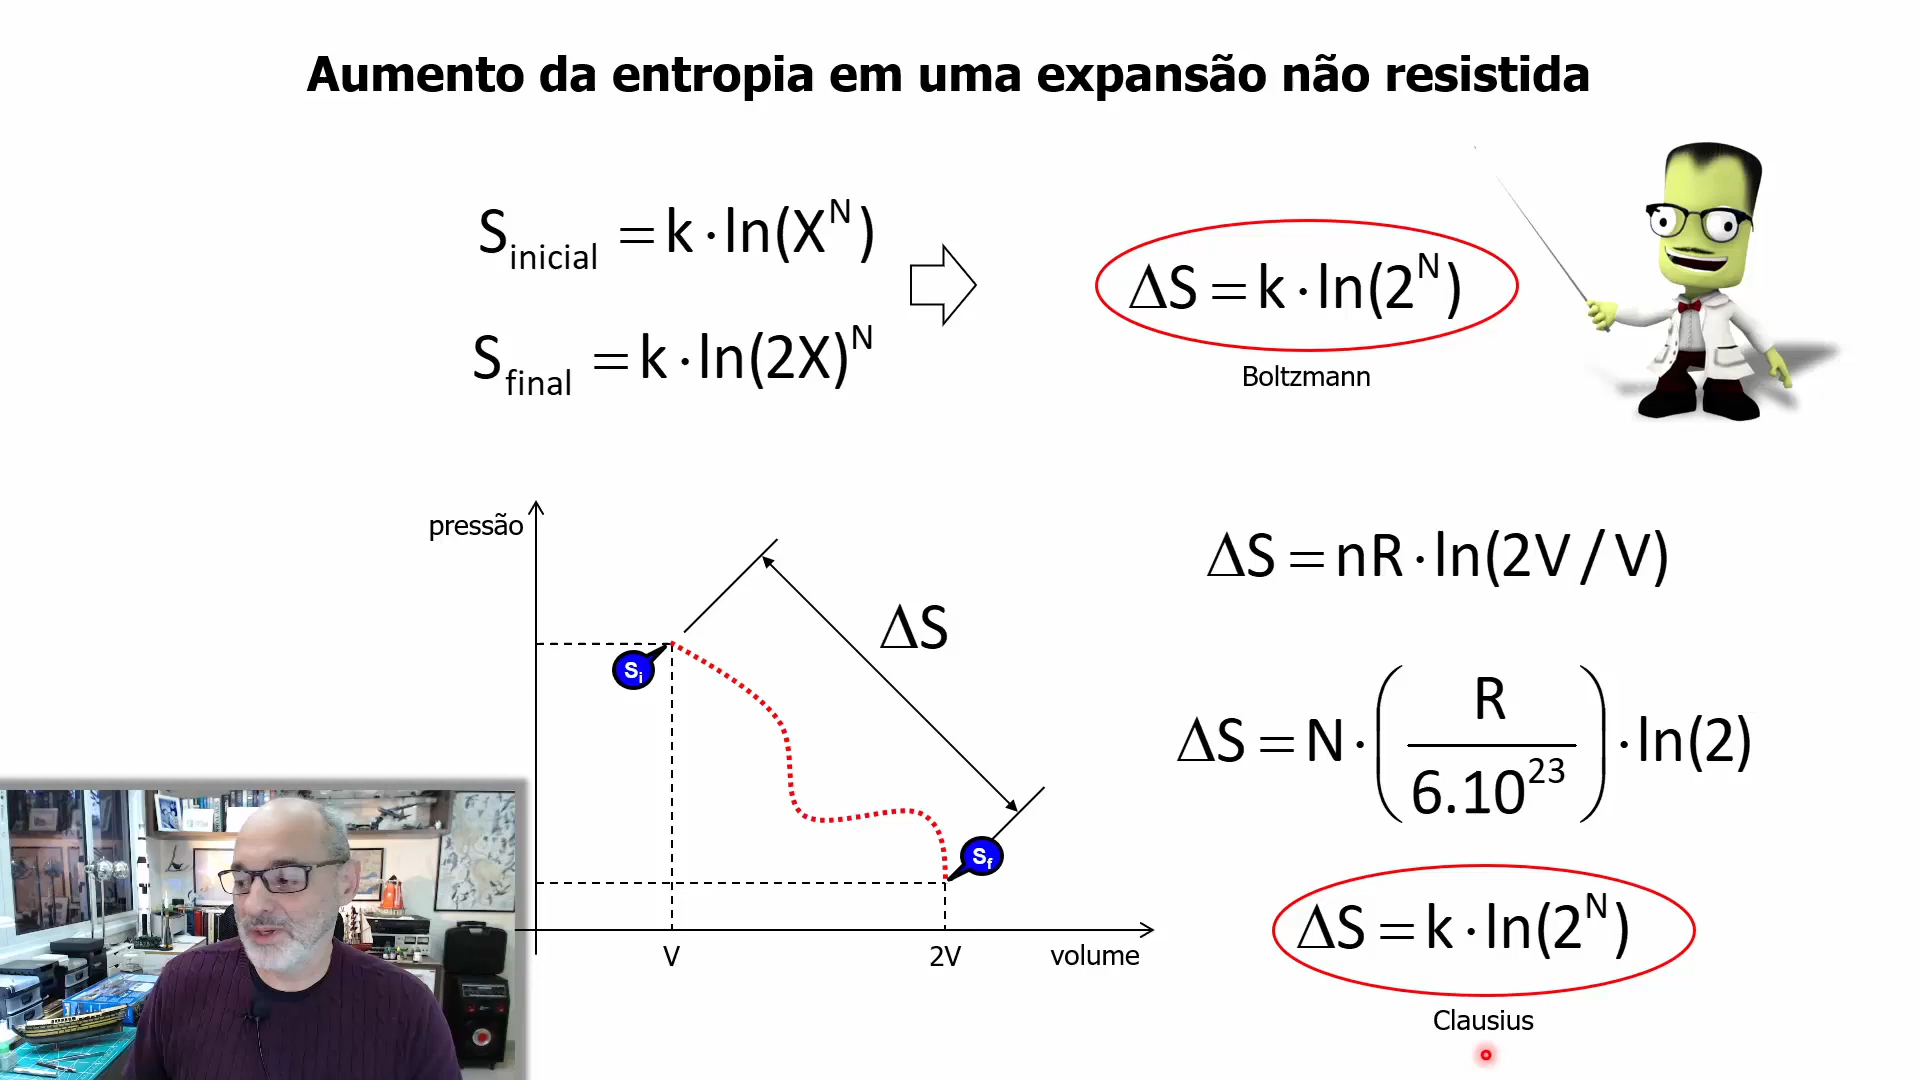 Aumento da entropia em uma expansão não resistida
S_inicial = k · ln(X^N)
S_final = k · ln(2X)^N
ΔS = k · ln(2^N)
Boltzmann
pressão
ΔS
S_i
S_f
V
2V
volume
ΔS = nR · ln(2V / V)
ΔS = N · (R / 6.10^23) · ln(2)
ΔS = k · ln(2^N)
Clausius